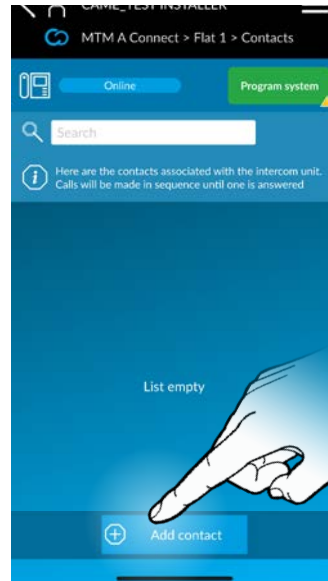 CAME_TEST INSTALLER
MTM A Connect > Flat 1 > Contacts
Online
Program system
Search
Here are the contacts associated with the intercom unit.
Calls will be made in sequence until one is answered
List empty
Add contact